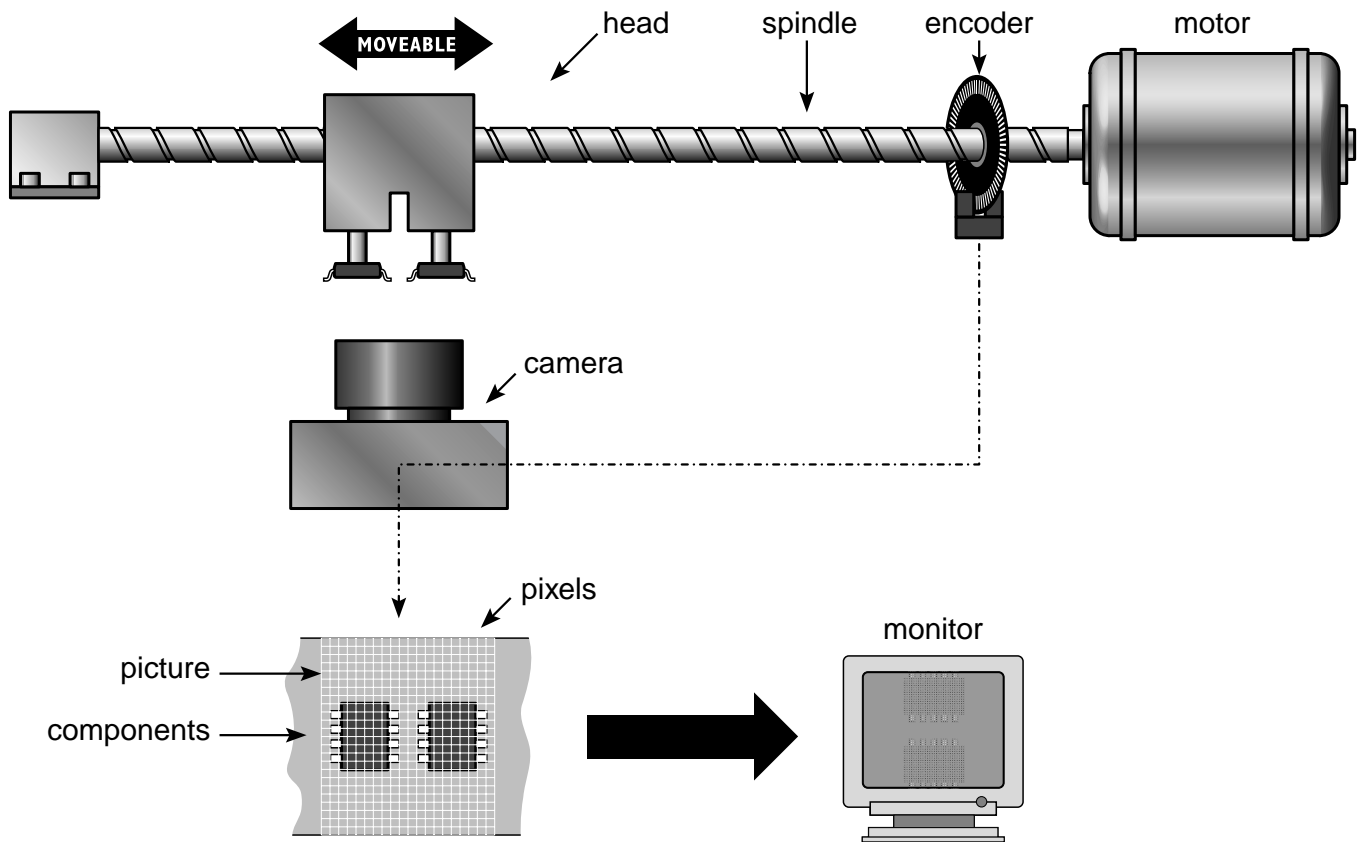 head
spindle
encoder
motor
MOVEABLE
camera
pixels
monitor
picture
components